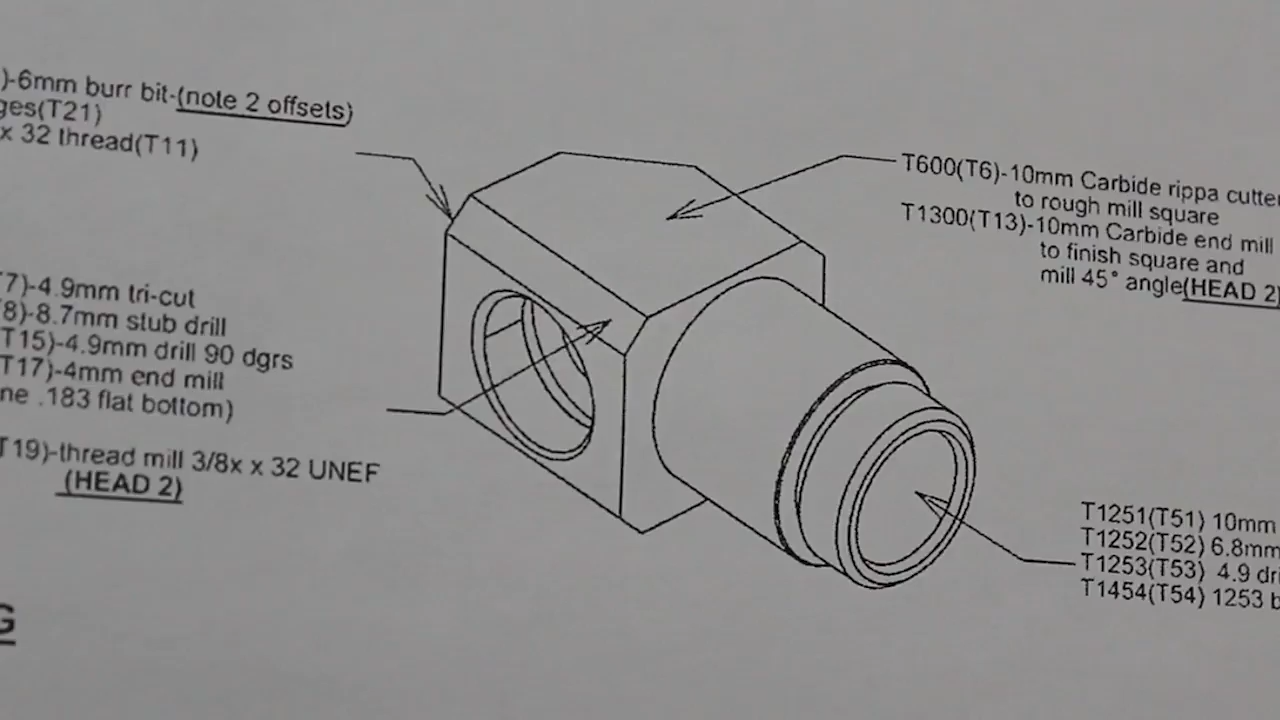 )-6mm burr bit-(note 2 offsets)
ges(T21)
x 32 thread(T11)
T7)-4.9mm tri-cut
T8)-8.7mm stub drill
T15)-4.9mm drill 90 dgrs
T17)-4mm end mill
ne .183 flat bottom)
T19)-thread mill 3/8x x 32 UNEF
(HEAD 2)
G
T600(T6)-10mm Carbide rippa cutter
to rough mill square
T1300(T13)-10mm Carbide end mill
to finish square and
mill 45° angle(HEAD 2)
T1251(T51) 10mm
T1252(T52) 6.8mm
T1253(T53) 4.9 dri
T1454(T54) 1253 b